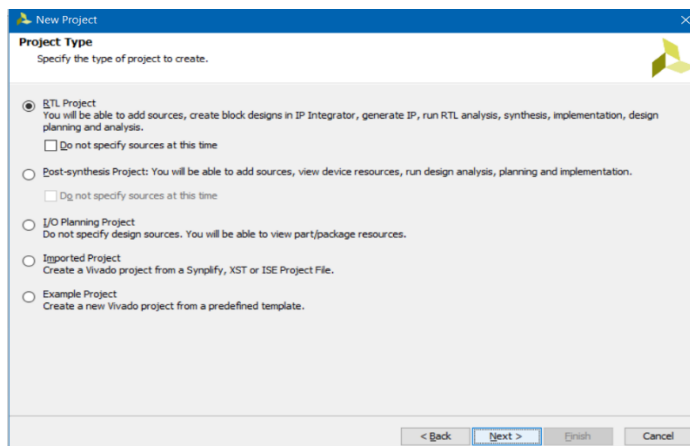 New Project
Project Type
Specify the type of project to create.
RTL Project
You will be able to add sources, create block designs in IP Integrator, generate IP, run RTL analysis, synthesis, implementation, design
planning and analysis.
Do not specify sources at this time
Post-synthesis Project: You will be able to add sources, view device resources, run design analysis, planning and implementation.
Do not specify sources at this time
I/O Planning Project
Do not specify design sources. You will be able to view part/package resources.
Imported Project
Create a Vivado project from a Synplify, XST or ISE Project File.
Example Project
Create a new Vivado project from a predefined template.
< Back Next > Finish Cancel